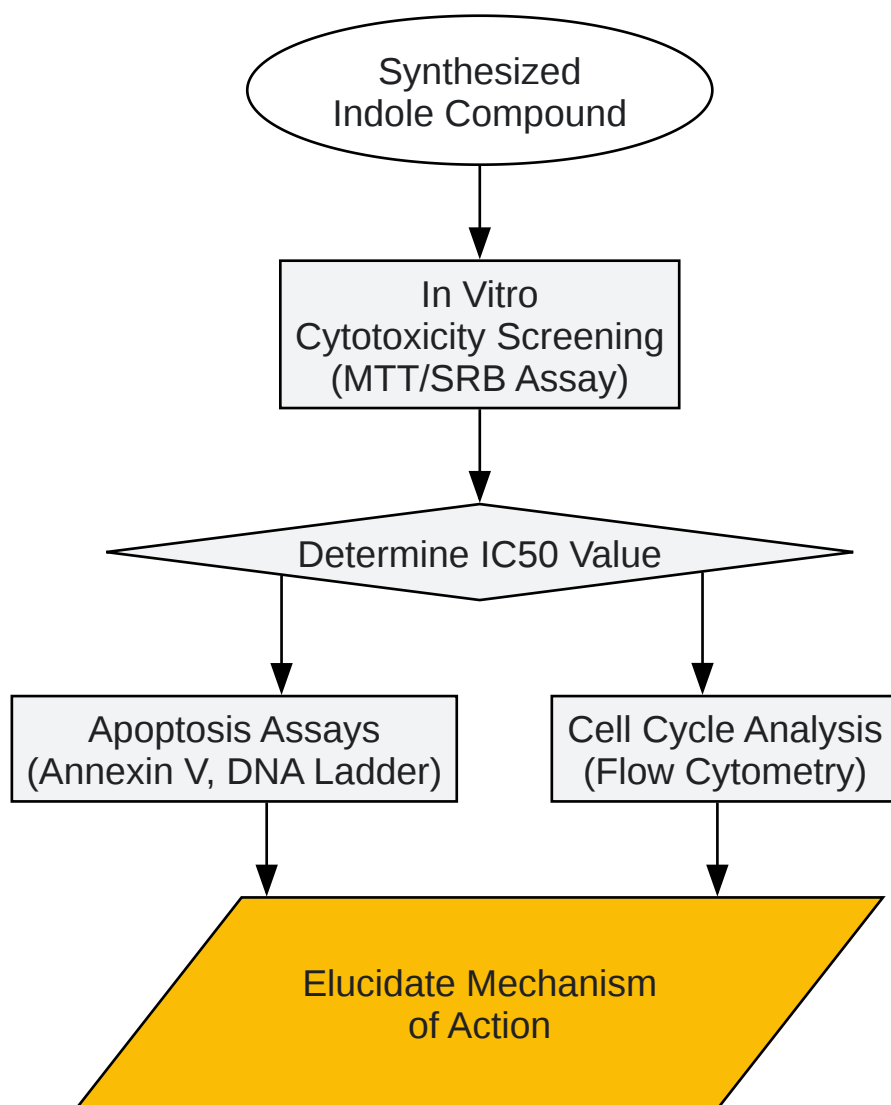 Synthesized
Indole Compound
In Vitro
Cytotoxicity Screening
(MTT/SRB Assay)
Determine IC50 Value
Apoptosis Assays
(Annexin V, DNA Ladder)
Cell Cycle Analysis
(Flow Cytometry)
Elucidate Mechanism
of Action